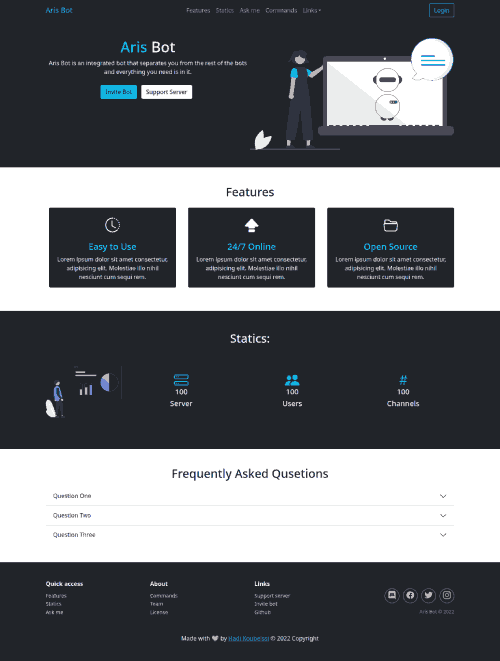 Aris Bot Features Statics Ask me Commands Links Login
Aris Bot
Aris Bot is an integrated bot that separates you from the rest of the bots
and everything you need is in it.
Invite Bot Support Server
Features
Easy to Use
Lorem ipsum dolor sit amet consectetur,
adipisicing elit. Molestiae illo nihil
nesciunt cum sequi rem.
24/7 Online
Lorem ipsum dolor sit amet consectetur,
adipisicing elit. Molestiae illo nihil
nesciunt cum sequi rem.
Open Source
Lorem ipsum dolor sit amet consectetur,
adipisicing elit. Molestiae illo nihil
nesciunt cum sequi rem.
Statics:
100
Server
100
Users
#
100
Channels
Frequently Asked Qusetions
Question One
Question Two
Question Three
Quick access
Features
Statics
Ask me
About
Commands
Team
License
Links
Support server
Invite bot
Github
Aris Bot © 2022
Made with 🤍 by Hadi Koubeissi © 2022 Copyright